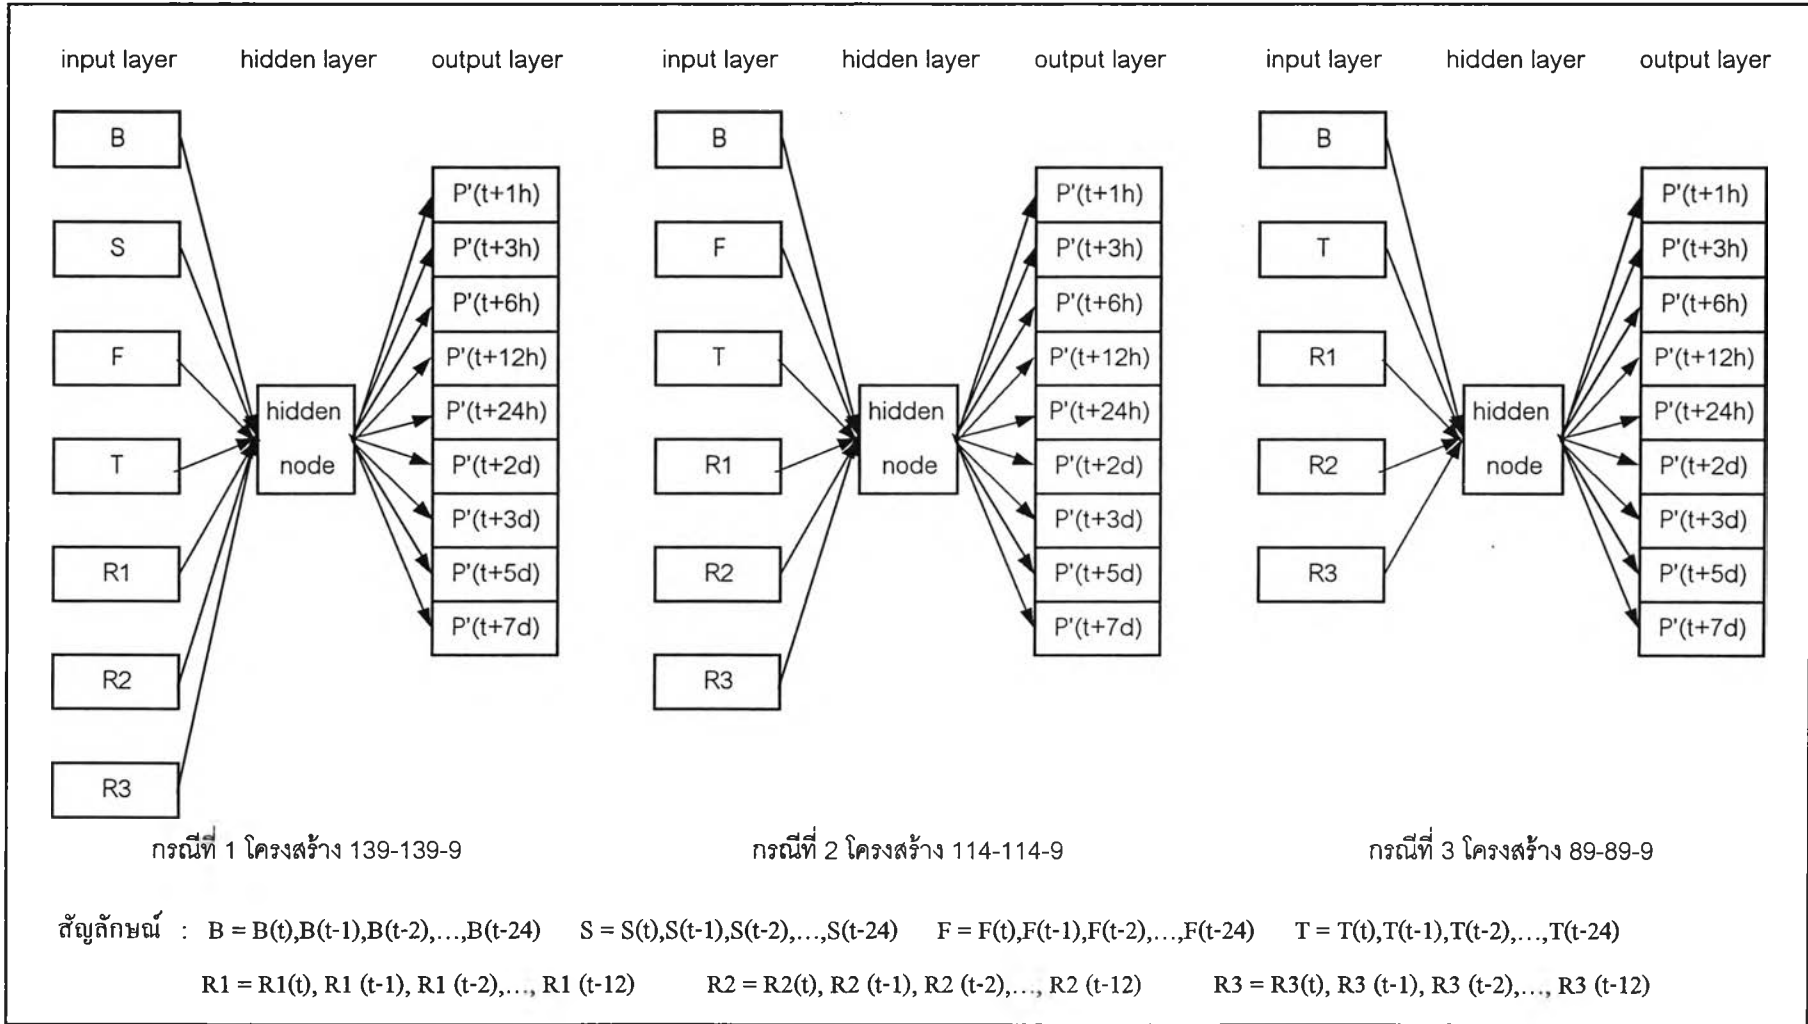 input layer hidden layer output layer
B
S
F
T
R1
R2
R3
hidden
node
P'(t+1h)
P'(t+3h)
P'(t+6h)
P'(t+12h)
P'(t+24h)
P'(t+2d)
P'(t+3d)
P'(t+5d)
P'(t+7d)
กรณีที่ 1 โครงสร้าง 139-139-9
input layer hidden layer output layer
B
F
T
R1
R2
R3
hidden
node
P'(t+1h)
P'(t+3h)
P'(t+6h)
P'(t+12h)
P'(t+24h)
P'(t+2d)
P'(t+3d)
P'(t+5d)
P'(t+7d)
กรณีที่ 2 โครงสร้าง 114-114-9
input layer hidden layer output layer
B
T
R1
R2
R3
hidden
node
P'(t+1h)
P'(t+3h)
P'(t+6h)
P'(t+12h)
P'(t+24h)
P'(t+2d)
P'(t+3d)
P'(t+5d)
P'(t+7d)
กรณีที่ 3 โครงสร้าง 89-89-9
สัญลักษณ์ : B = B(t),B(t-1),B(t-2),...,B(t-24) S = S(t),S(t-1),S(t-2),...,S(t-24) F = F(t),F(t-1),F(t-2),...,F(t-24) T = T(t),T(t-1),T(t-2),...,T(t-24)
R1 = R1(t), R1 (t-1), R1 (t-2),..., R1 (t-12) R2 = R2(t), R2 (t-1), R2 (t-2),..., R2 (t-12) R3 = R3(t), R3 (t-1), R3 (t-2),..., R3 (t-12)